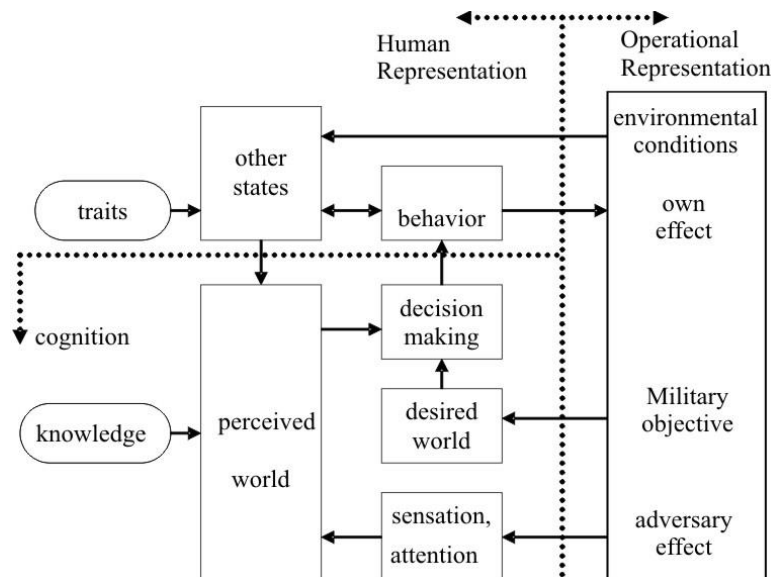 Human
Representation
Operational
Representation
environmental
conditions
other
states
traits
behavior
own
effect
cognition
decision
making
knowledge
perceived
world
desired
world
Military
objective
sensation,
attention
adversary
effect